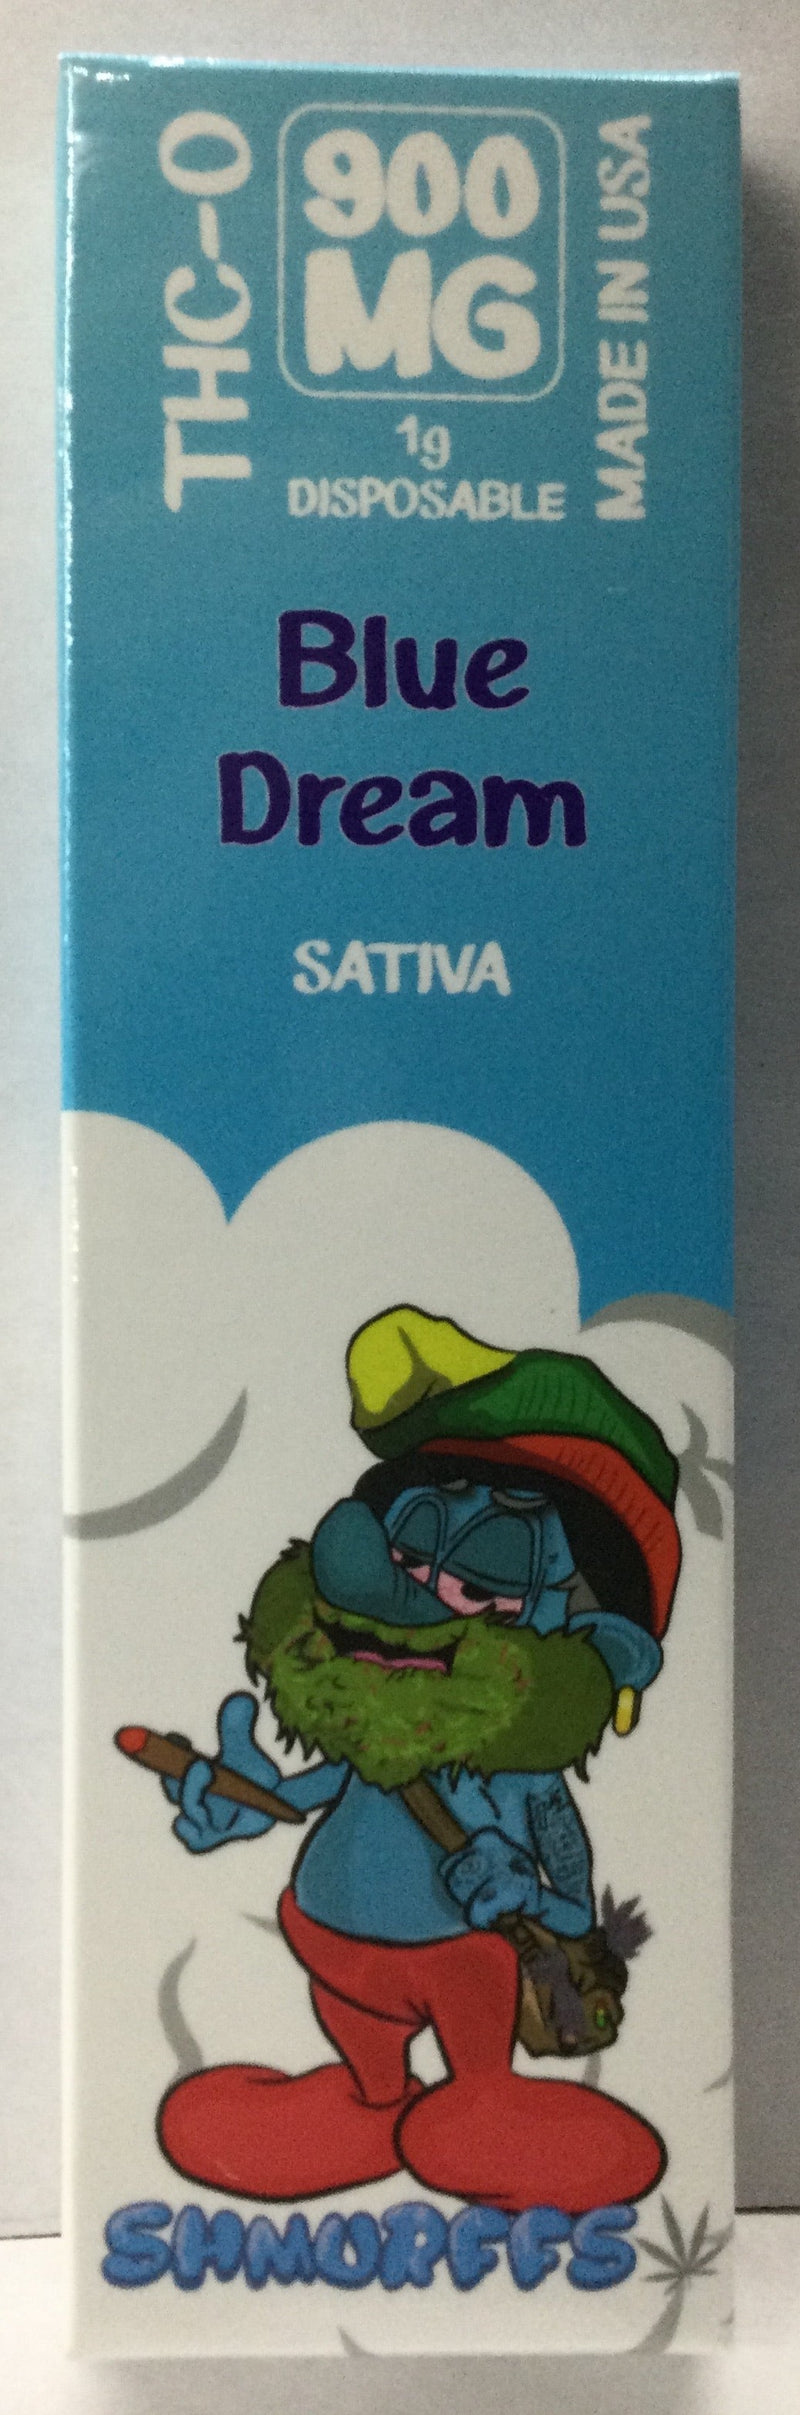 THC-O
900
MG
1g
DISPOSABLE
MADE IN USA
Blue
Dream
SATIVA
SHMURFFS